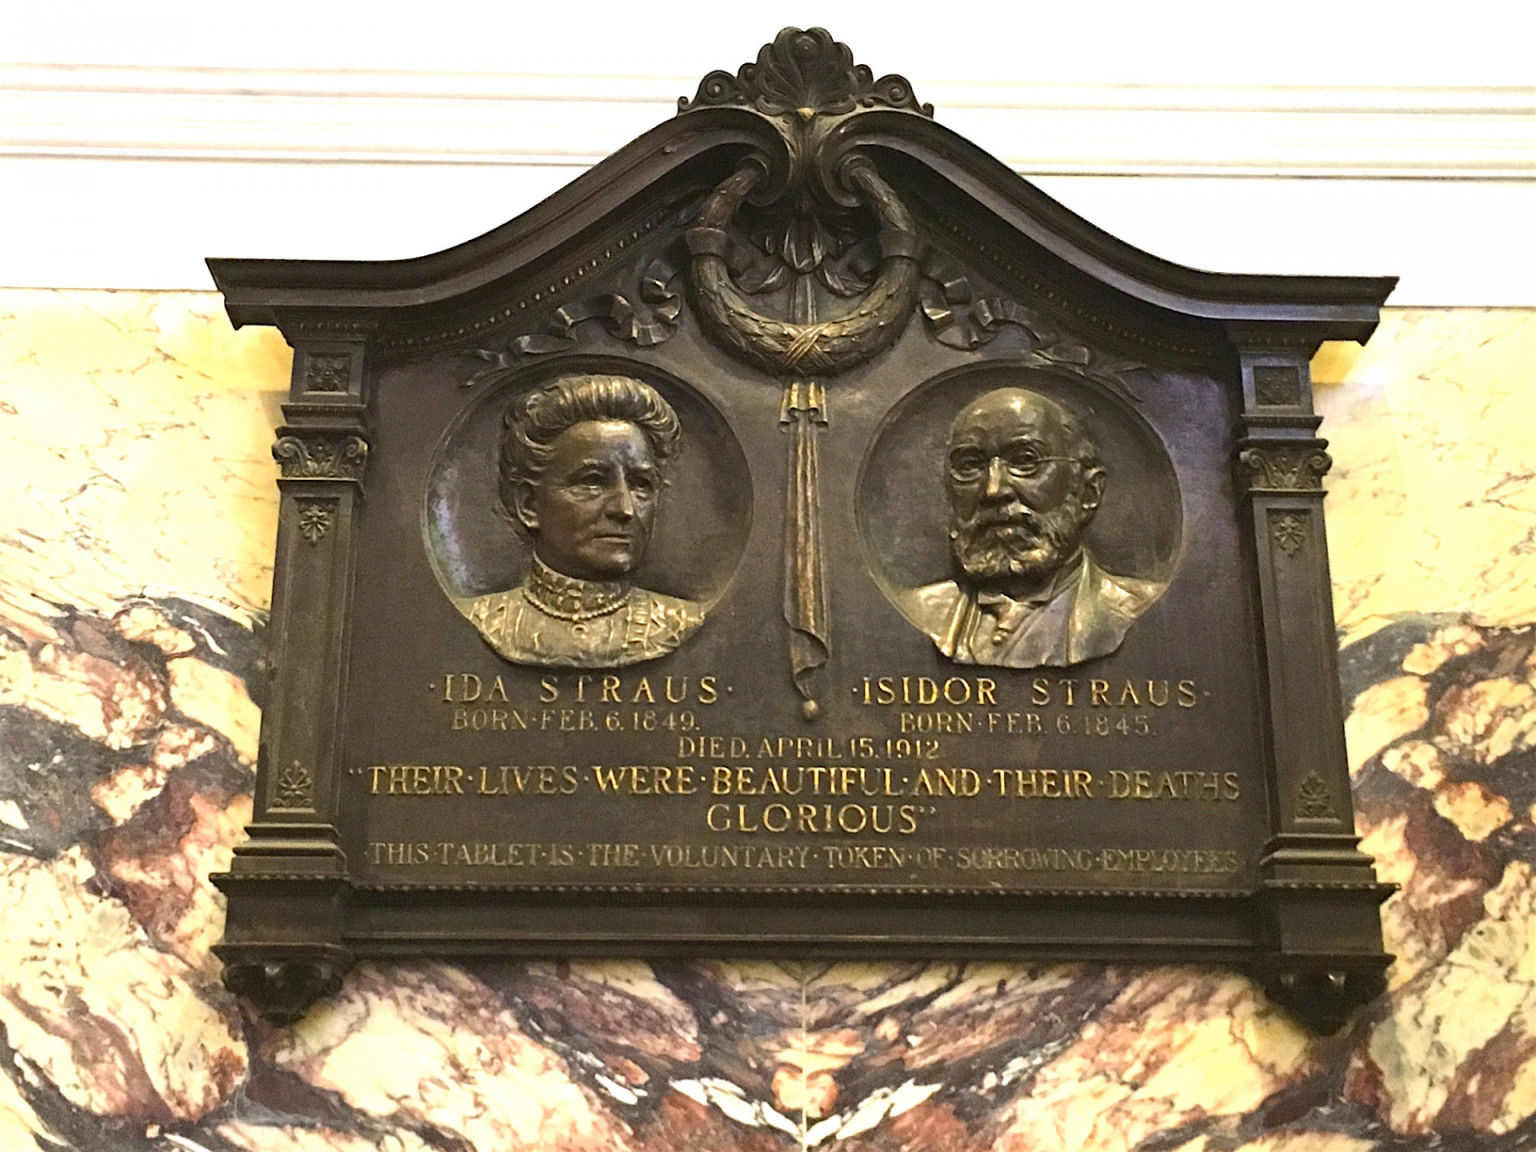 ·IDA STRAUS·
BORN·FEB. 6. 1849.
·ISIDOR STRAUS·
BORN·FEB. 6. 1845.
DIED. APRIL 15. 1912
"THEIR·LIVES·WERE·BEAUTIFUL·AND·THEIR·DEATHS
GLORIOUS"
THIS·TABLET·IS·THE·VOLUNTARY·TOKEN·OF·SORROWING·EMPLOYEES